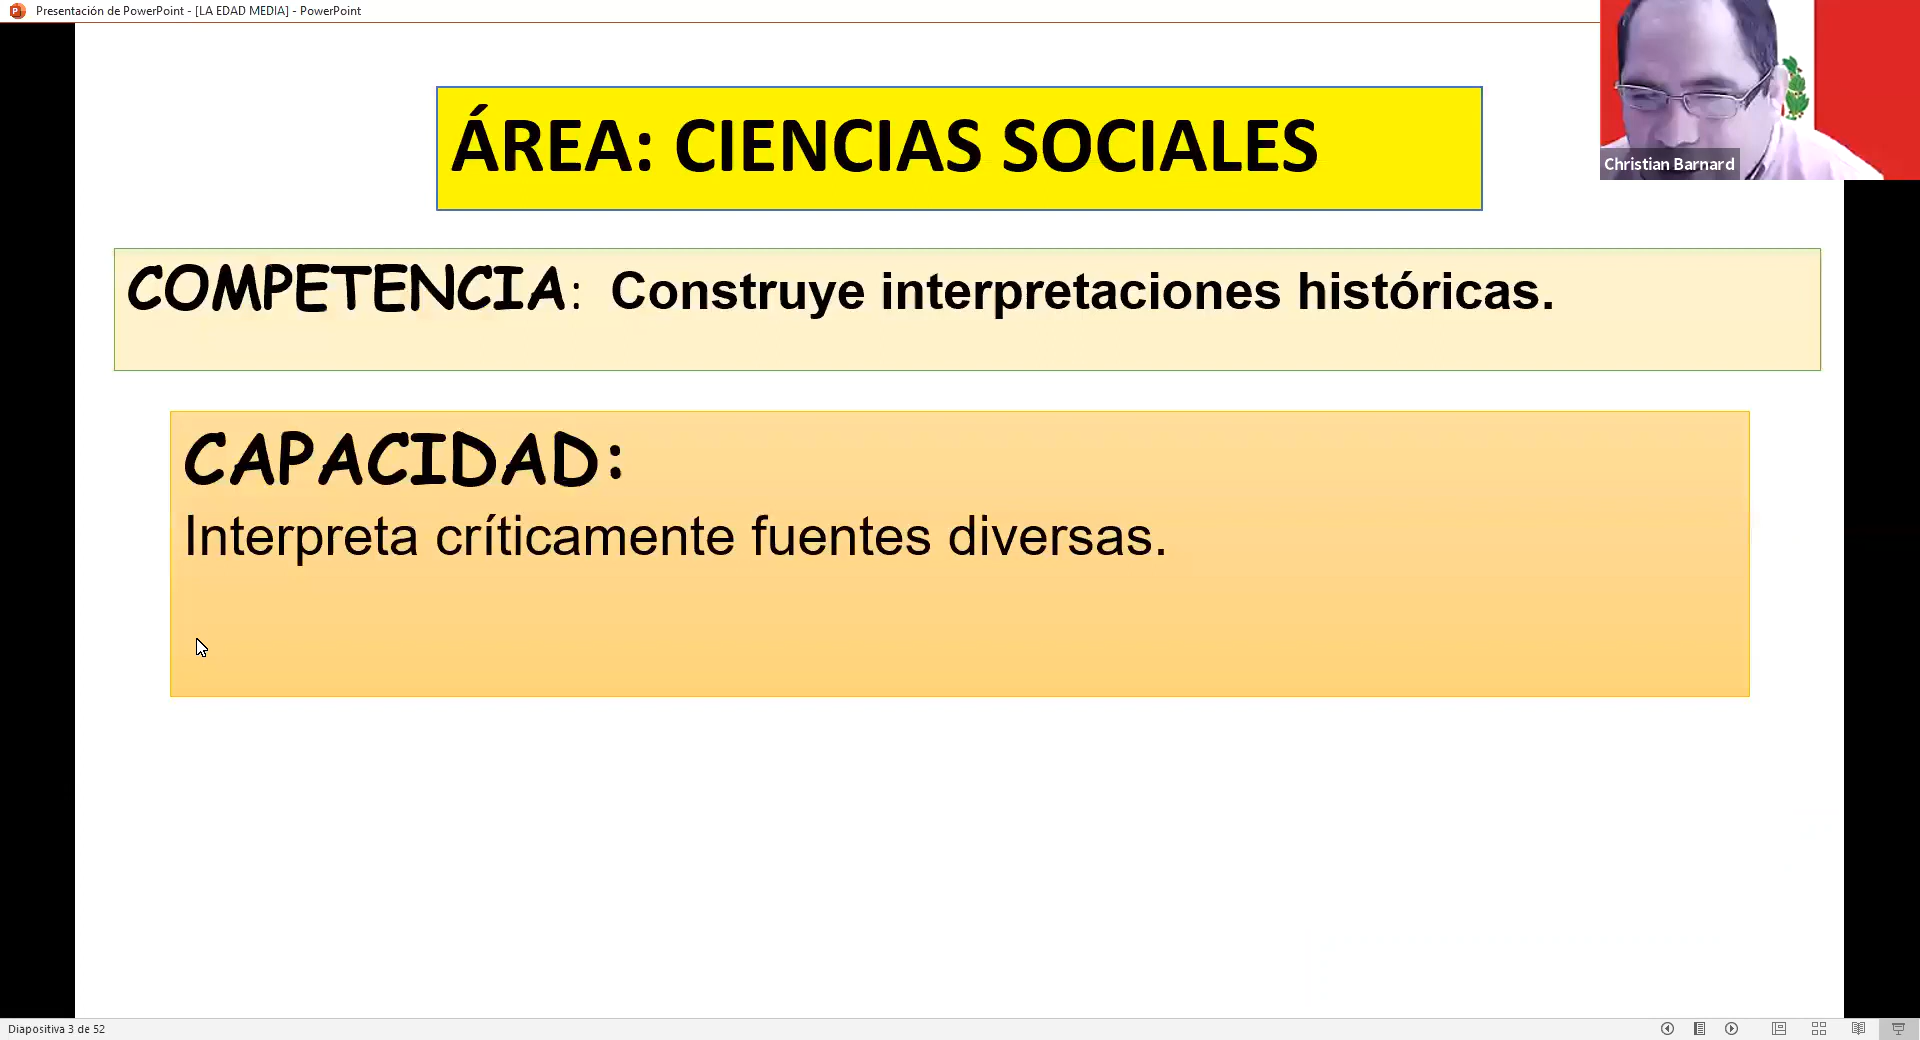 Presentación de PowerPoint - [LA EDAD MEDIA] - PowerPoint
ÁREA: CIENCIAS SOCIALES
Christian Barnard
COMPETENCIA: Construye interpretaciones históricas.
CAPACIDAD:
Interpreta críticamente fuentes diversas.
Diapositiva 3 de 52